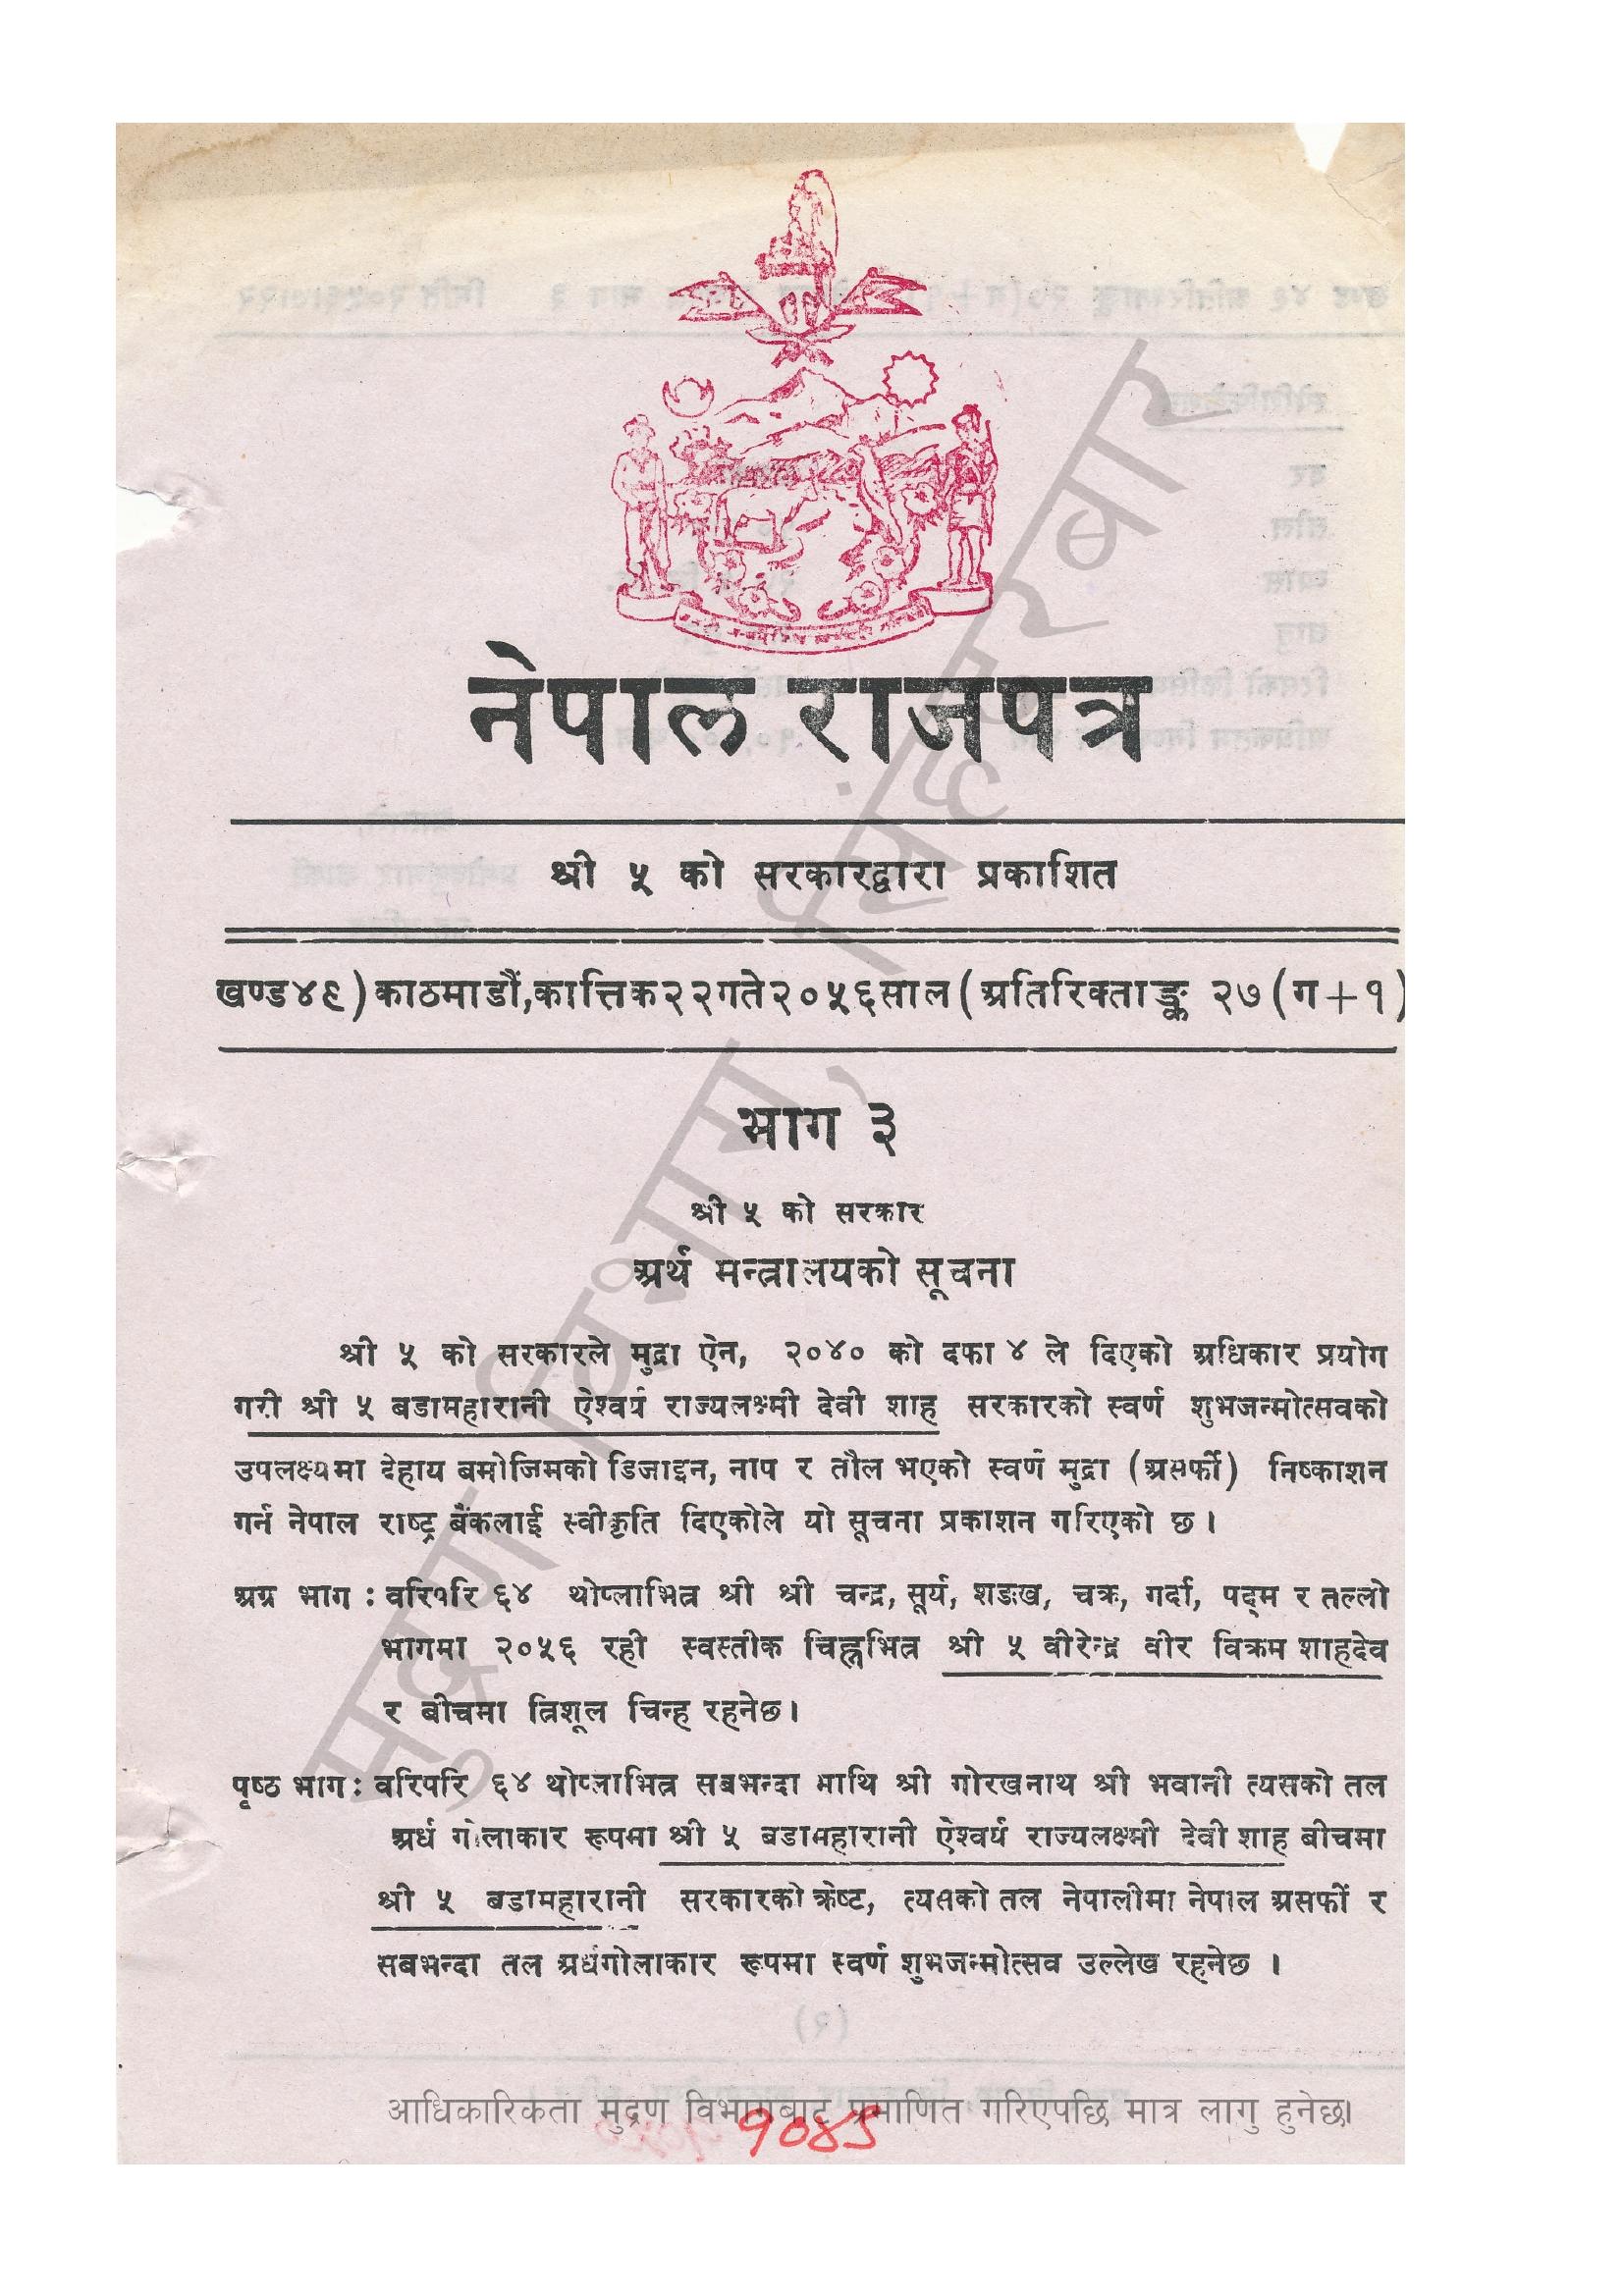 नेपाल राजपत्र
श्री ५ को सरकारद्वारा प्रकाशित
खण्ड४९) काठमाडौं, कात्तिक२२गते२०५६साल (अतिरिक्ताङ्क २७ (ग+१)
भाग ३
श्री ५ को सरकार
अर्थ मन्त्रालयको सूचना
श्री ५ को सरकारले मुद्रा ऐन, २०४० को दफा ४ ले दिएको अधिकार प्रयोग
गरी श्री ५ बडामहारानी ऐश्वर्य राज्यलक्ष्मी देवी शाह सरकारको स्वर्ण शुभजन्मोत्सवको
उपलक्ष्यमा देहाय बमोजिमको डिजाइन, नाप र तौल भएको स्वर्ण मुद्रा (असर्फी) निष्काशन
गर्न नेपाल राष्ट्र बैंकलाई स्वीकृति दिएकोले यो सूचना प्रकाशन गरिएको छ ।
अग्र भाग : वरिपरि ६४ थोप्लाभित्र श्री श्री चन्द्र, सूर्य, शङख, चक्र, गर्दा, पद्म र तल्लो
भागमा २०५६ रही स्वस्तीक चिह्नभित्र श्री ५ वीरेन्द्र वीर विक्रम शाहदेव
र बीचमा त्रिशूल चिन्ह रहनेछ ।
पृष्ठ भाग : वरिपरि ६४ थोप्लाभित्र सबभन्दा माथि श्री गोरखनाथ श्री भवानी त्यसको तल
अर्ध गोलाकार रूपमा श्री ५ बडामहारानी ऐश्वर्य राज्यलक्ष्मी देवी शाह बीचमा
श्री ५ बडामहारानी सरकारको क्रेष्ट, त्यसको तल नेपालीमा नेपाल असर्फी र
सबभन्दा तल अर्धगोलाकार रूपमा स्वर्ण शुभजन्मोत्सव उल्लेख रहनेछ ।
मुद्रण विभाग, सिंहदरबार
आधिकारिकता मुद्रण विभागबाट प्रमाणित गरिएपछि मात्र लागु हुनेछ।